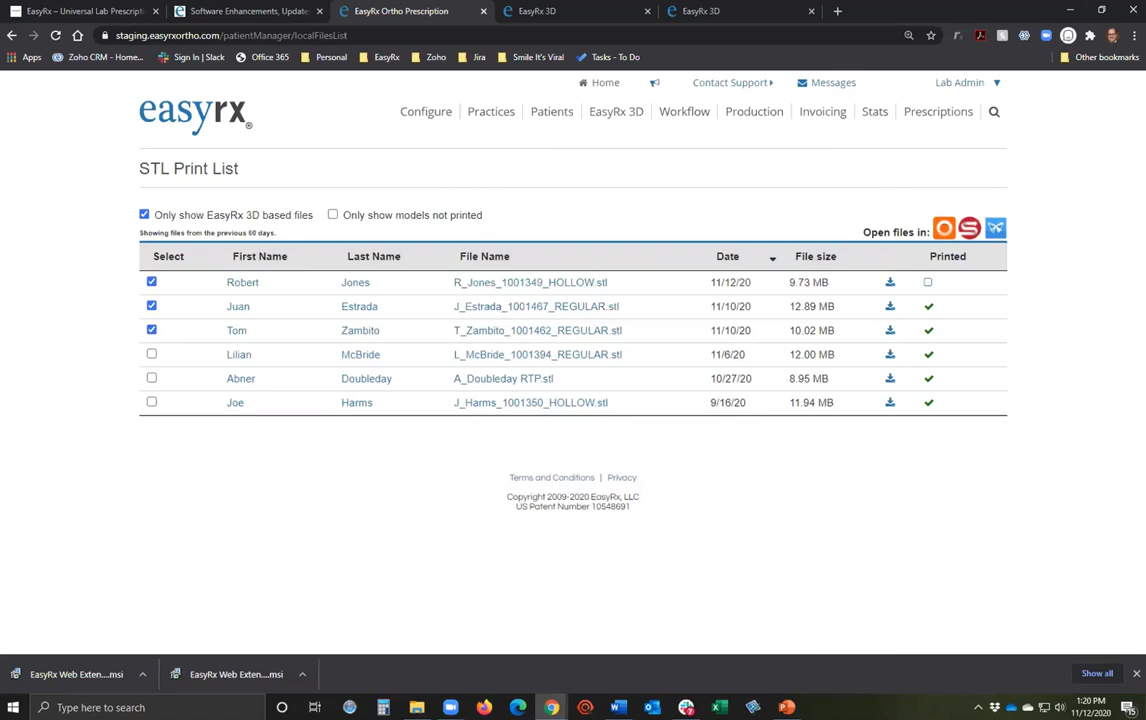 EasyRx – Universal Lab Prescripti
Software Enhancements, Update
EasyRx Ortho Prescription
EasyRx 3D
EasyRx 3D
staging.easyrxortho.com/patientManager/localFilesList
Apps
Zoho CRM - Home...
Sign In | Slack
Office 365
Personal
EasyRx
Zoho
Jira
Smile It's Viral
Tasks - To Do
Other bookmarks
Home
Contact Support
Messages
Lab Admin
easyrx®
Configure
Practices
Patients
EasyRx 3D
Workflow
Production
Invoicing
Stats
Prescriptions
STL Print List
Only show EasyRx 3D based files
Only show models not printed
Showing files from the previous 60 days.
Open files in:
Select First Name Last Name File Name Date File size Printed
Robert Jones R_Jones_1001349_HOLLOW.stl 11/12/20 9.73 MB
Juan Estrada J_Estrada_1001467_REGULAR.stl 11/10/20 12.89 MB
Tom Zambito T_Zambito_1001462_REGULAR.stl 11/10/20 10.02 MB
Lilian McBride L_McBride_1001394_REGULAR.stl 11/6/20 12.00 MB
Abner Doubleday A_Doubleday RTP.stl 10/27/20 8.95 MB
Joe Harms J_Harms_1001350_HOLLOW.stl 9/16/20 11.94 MB
Terms and Conditions | Privacy
Copyright 2009-2020 EasyRx, LLC
US Patent Number 10548691
EasyRx Web Exten....msi
EasyRx Web Exten....msi
Show all
Type here to search
1:20 PM
11/12/2020
15